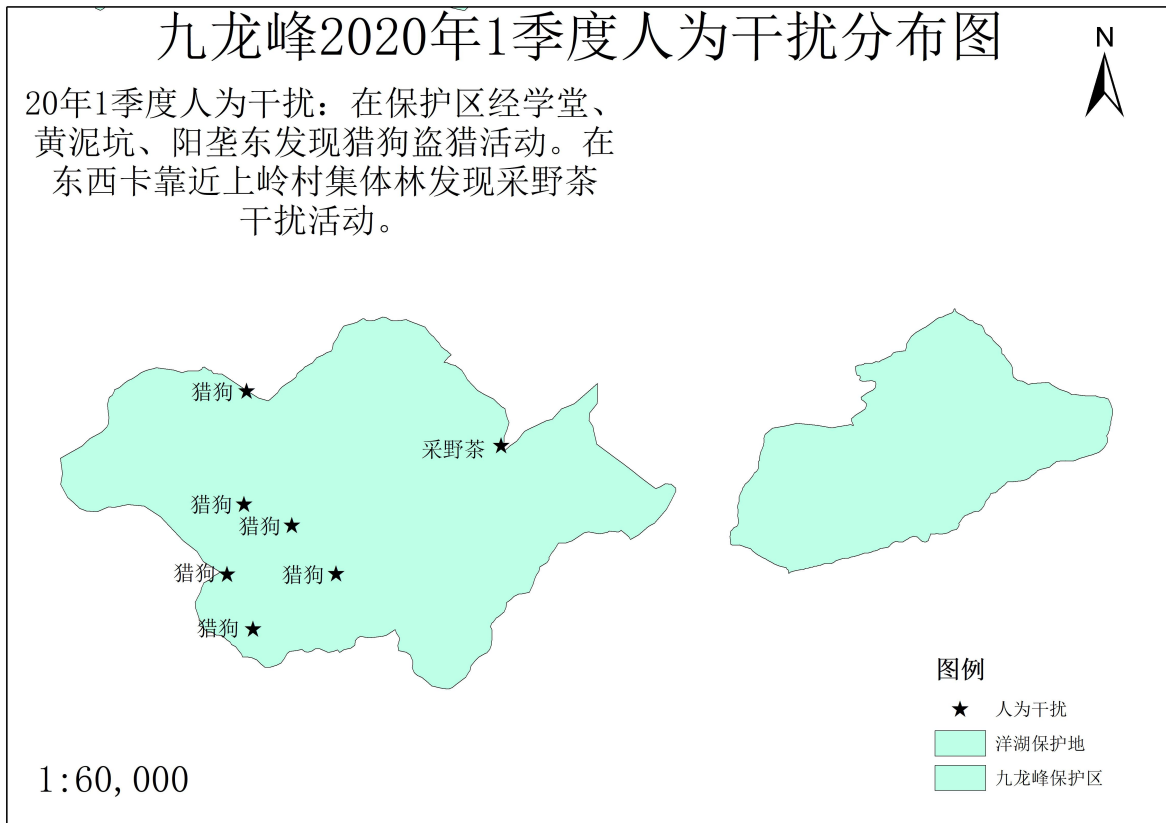 九龙峰2020年1季度人为干扰分布图
N
20年1季度人为干扰：在保护区经学堂、
黄泥坑、阳垄东发现猎狗盗猎活动。在
东西卡靠近上岭村集体林发现采野茶
干扰活动。
猎狗
采野茶
猎狗
猎狗
猎狗
猎狗
猎狗
图例
人为干扰
洋湖保护地
九龙峰保护区
1:60,000